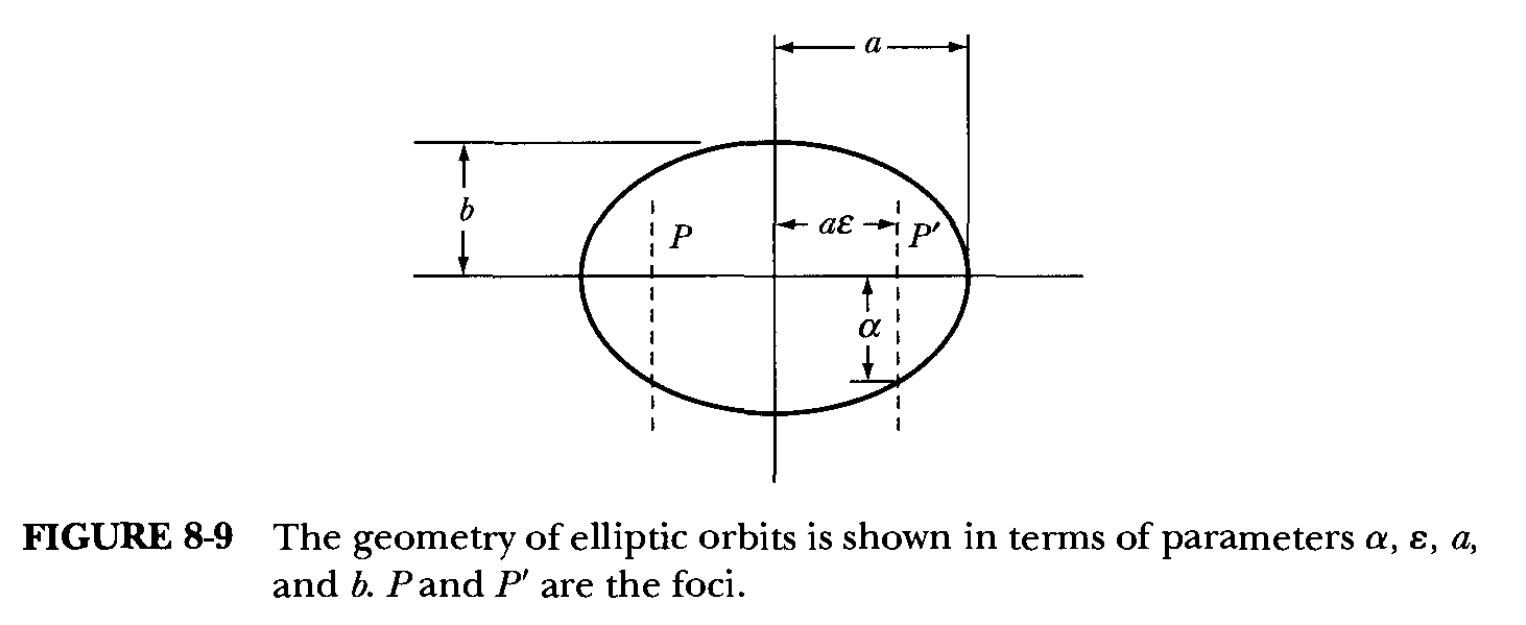 a
b
P
aε
P′
α
FIGURE 8-9 The geometry of elliptic orbits is shown in terms of parameters α, ε, a,
and b. P and P′ are the foci.